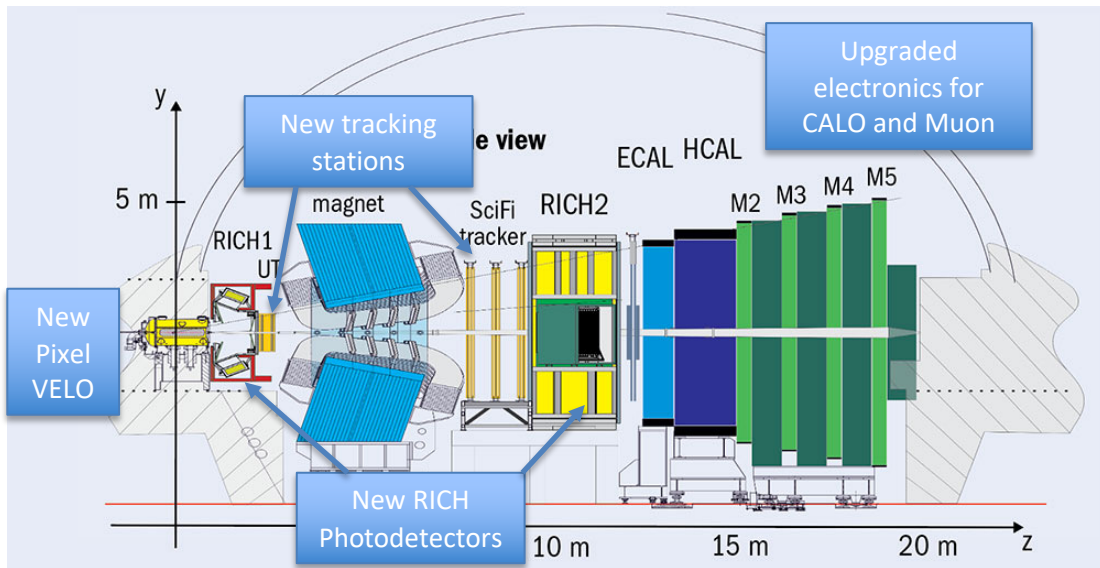 Upgraded
electronics for
CALO and Muon
y
New tracking
stations
view
ECAL
HCAL
5 m
magnet
SciFi
tracker
RICH2
M2
M3
M4
M5
RICH1
UT
New
Pixel
VELO
New RICH
Photodetectors
10 m
15 m
20 m
z